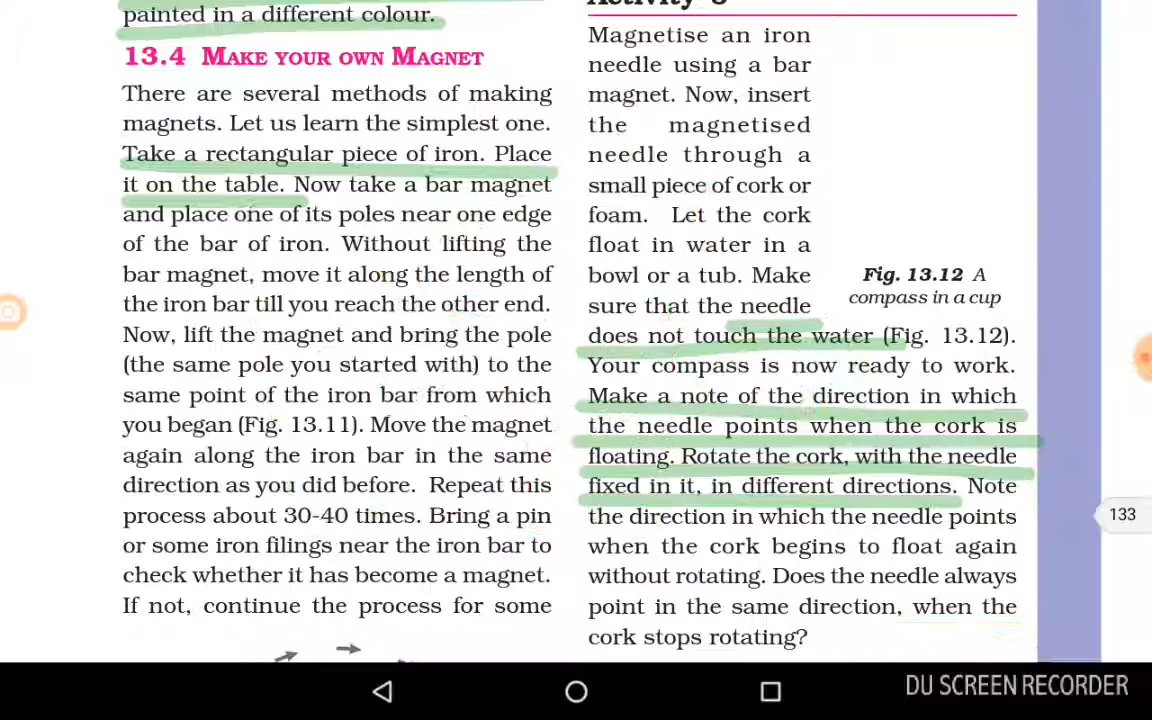 painted in a different colour.
13.4 MAKE YOUR OWN MAGNET
There are several methods of making
magnets. Let us learn the simplest one.
Take a rectangular piece of iron. Place
it on the table. Now take a bar magnet
and place one of its poles near one edge
of the bar of iron. Without lifting the
bar magnet, move it along the length of
the iron bar till you reach the other end.
Now, lift the magnet and bring the pole
(the same pole you started with) to the
same point of the iron bar from which
you began (Fig. 13.11). Move the magnet
again along the iron bar in the same
direction as you did before. Repeat this
process about 30-40 times. Bring a pin
or some iron filings near the iron bar to
check whether it has become a magnet.
If not, continue the process for some
Magnetise an iron
needle using a bar
magnet. Now, insert
the magnetised
needle through a
small piece of cork or
foam. Let the cork
float in water in a
bowl or a tub. Make
sure that the needle
does not touch the water (Fig. 13.12).
Your compass is now ready to work.
Make a note of the direction in which
the needle points when the cork is
floating. Rotate the cork, with the needle
fixed in it, in different directions. Note
the direction in which the needle points
when the cork begins to float again
without rotating. Does the needle always
point in the same direction, when the
cork stops rotating?
Fig. 13.12 A
compass in a cup
133
DU SCREEN RECORDER